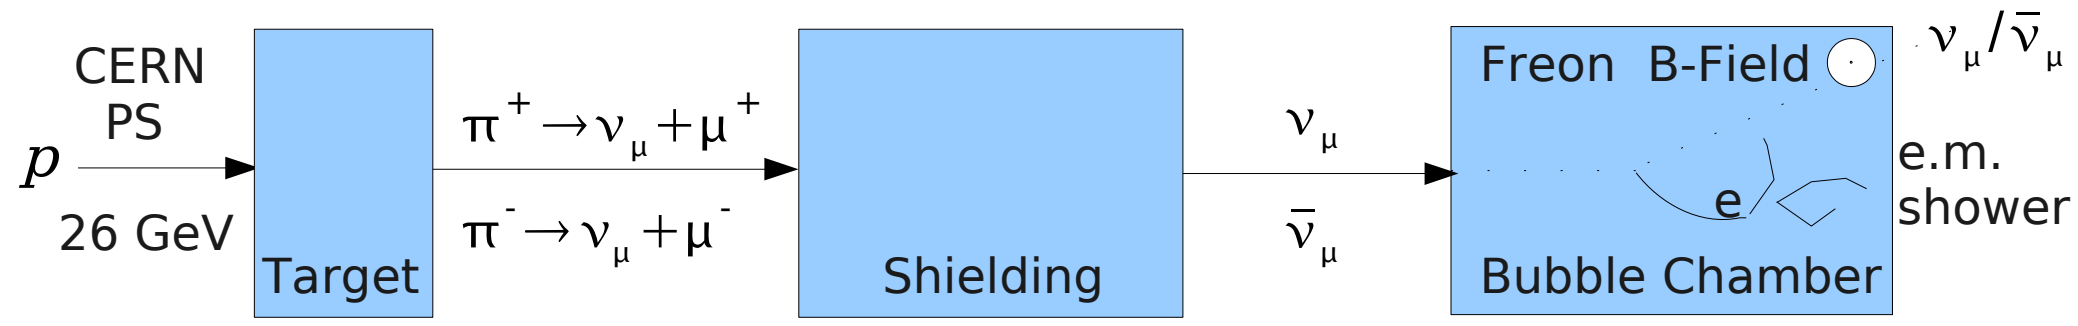 CERN
PS
p
26 GeV
Target
π⁺ → ν_μ + μ⁺
π⁻ → ν_μ + μ⁻
Shielding
ν_μ
ν̅_μ
Freon B-Field
e
Bubble Chamber
ν_μ/ν̅_μ
e.m.
shower